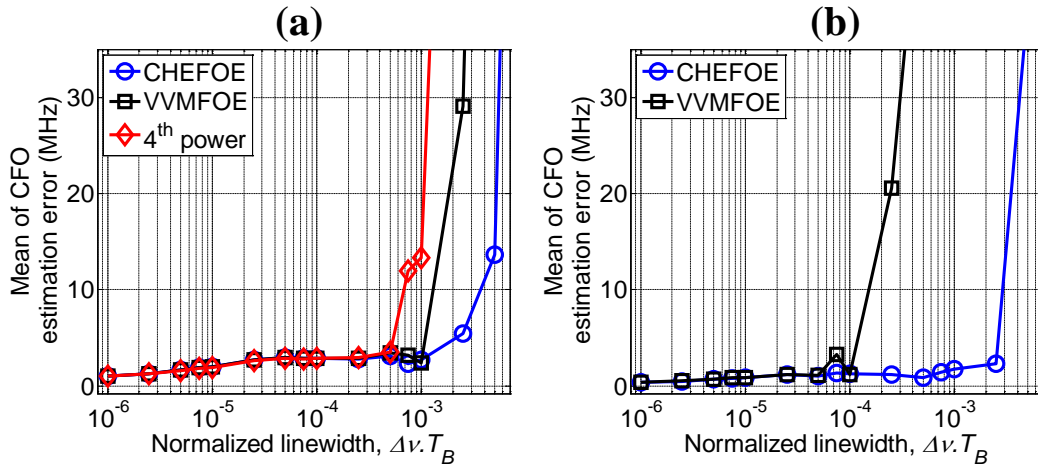 (a)
Mean of CFO
estimation error (MHz)
30
20
10
0
CHEFOE
VVMFOE
4th power
10-6
10-5
10-4
10-3
Normalized linewidth, Δν.TB
(b)
Mean of CFO
estimation error (MHz)
30
20
10
0
CHEFOE
VVMFOE
10-6
10-5
10-4
10-3
Normalized linewidth, Δν.TB